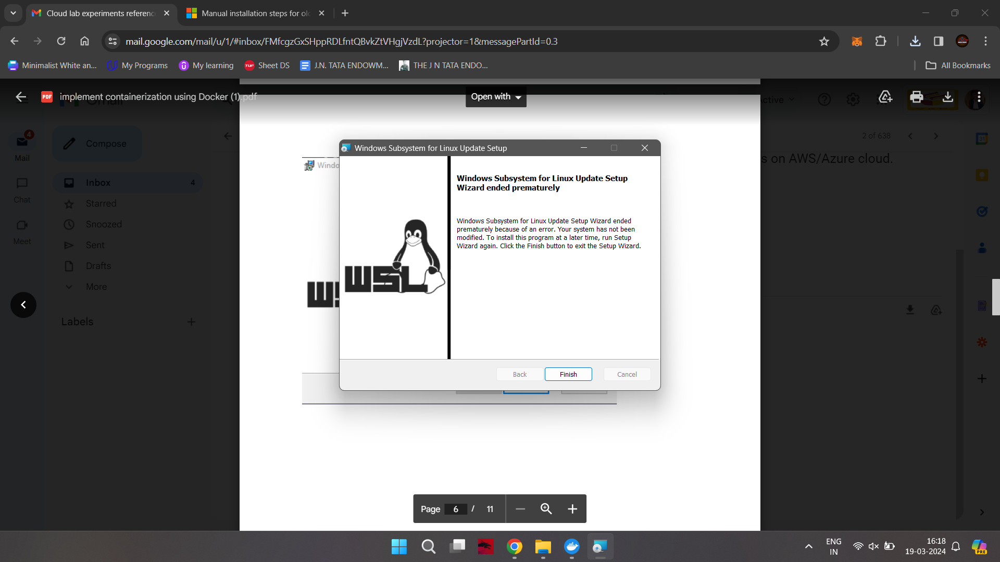 Cloud lab experiments referenc
Manual installation steps for ol
mail.google.com/mail/u/1/#inbox/FMfcgzGxSHppRDLfntQBvkZtVHgjVzdL?projector=1&messagePartId=0.3
Minimalist White an...
My Programs
My learning
TUF Sheet DS
J.N. TATA ENDOWM...
THE J N TATA ENDO...
All Bookmarks
PDF implement containerization using Docker (1).pdf
Open with
Gmail
4
Mail
Compose
2 of 638
31
Chat
Inbox 4
Starred
Meet
Snoozed
Sent
Drafts
More
Labels
s on AWS/Azure cloud.
Windo
Windows Subsystem for Linux Update Setup
Windows Subsystem for Linux Update Setup
Wizard ended prematurely
Windows Subsystem for Linux Update Setup Wizard ended
prematurely because of an error. Your system has not been
modified. To install this program at a later time, run Setup
Wizard again. Click the Finish button to exit the Setup Wizard.
WSL
Back
Finish
Cancel
Page 6 / 11
ENG
IN
16:18
19-03-2024
PRE